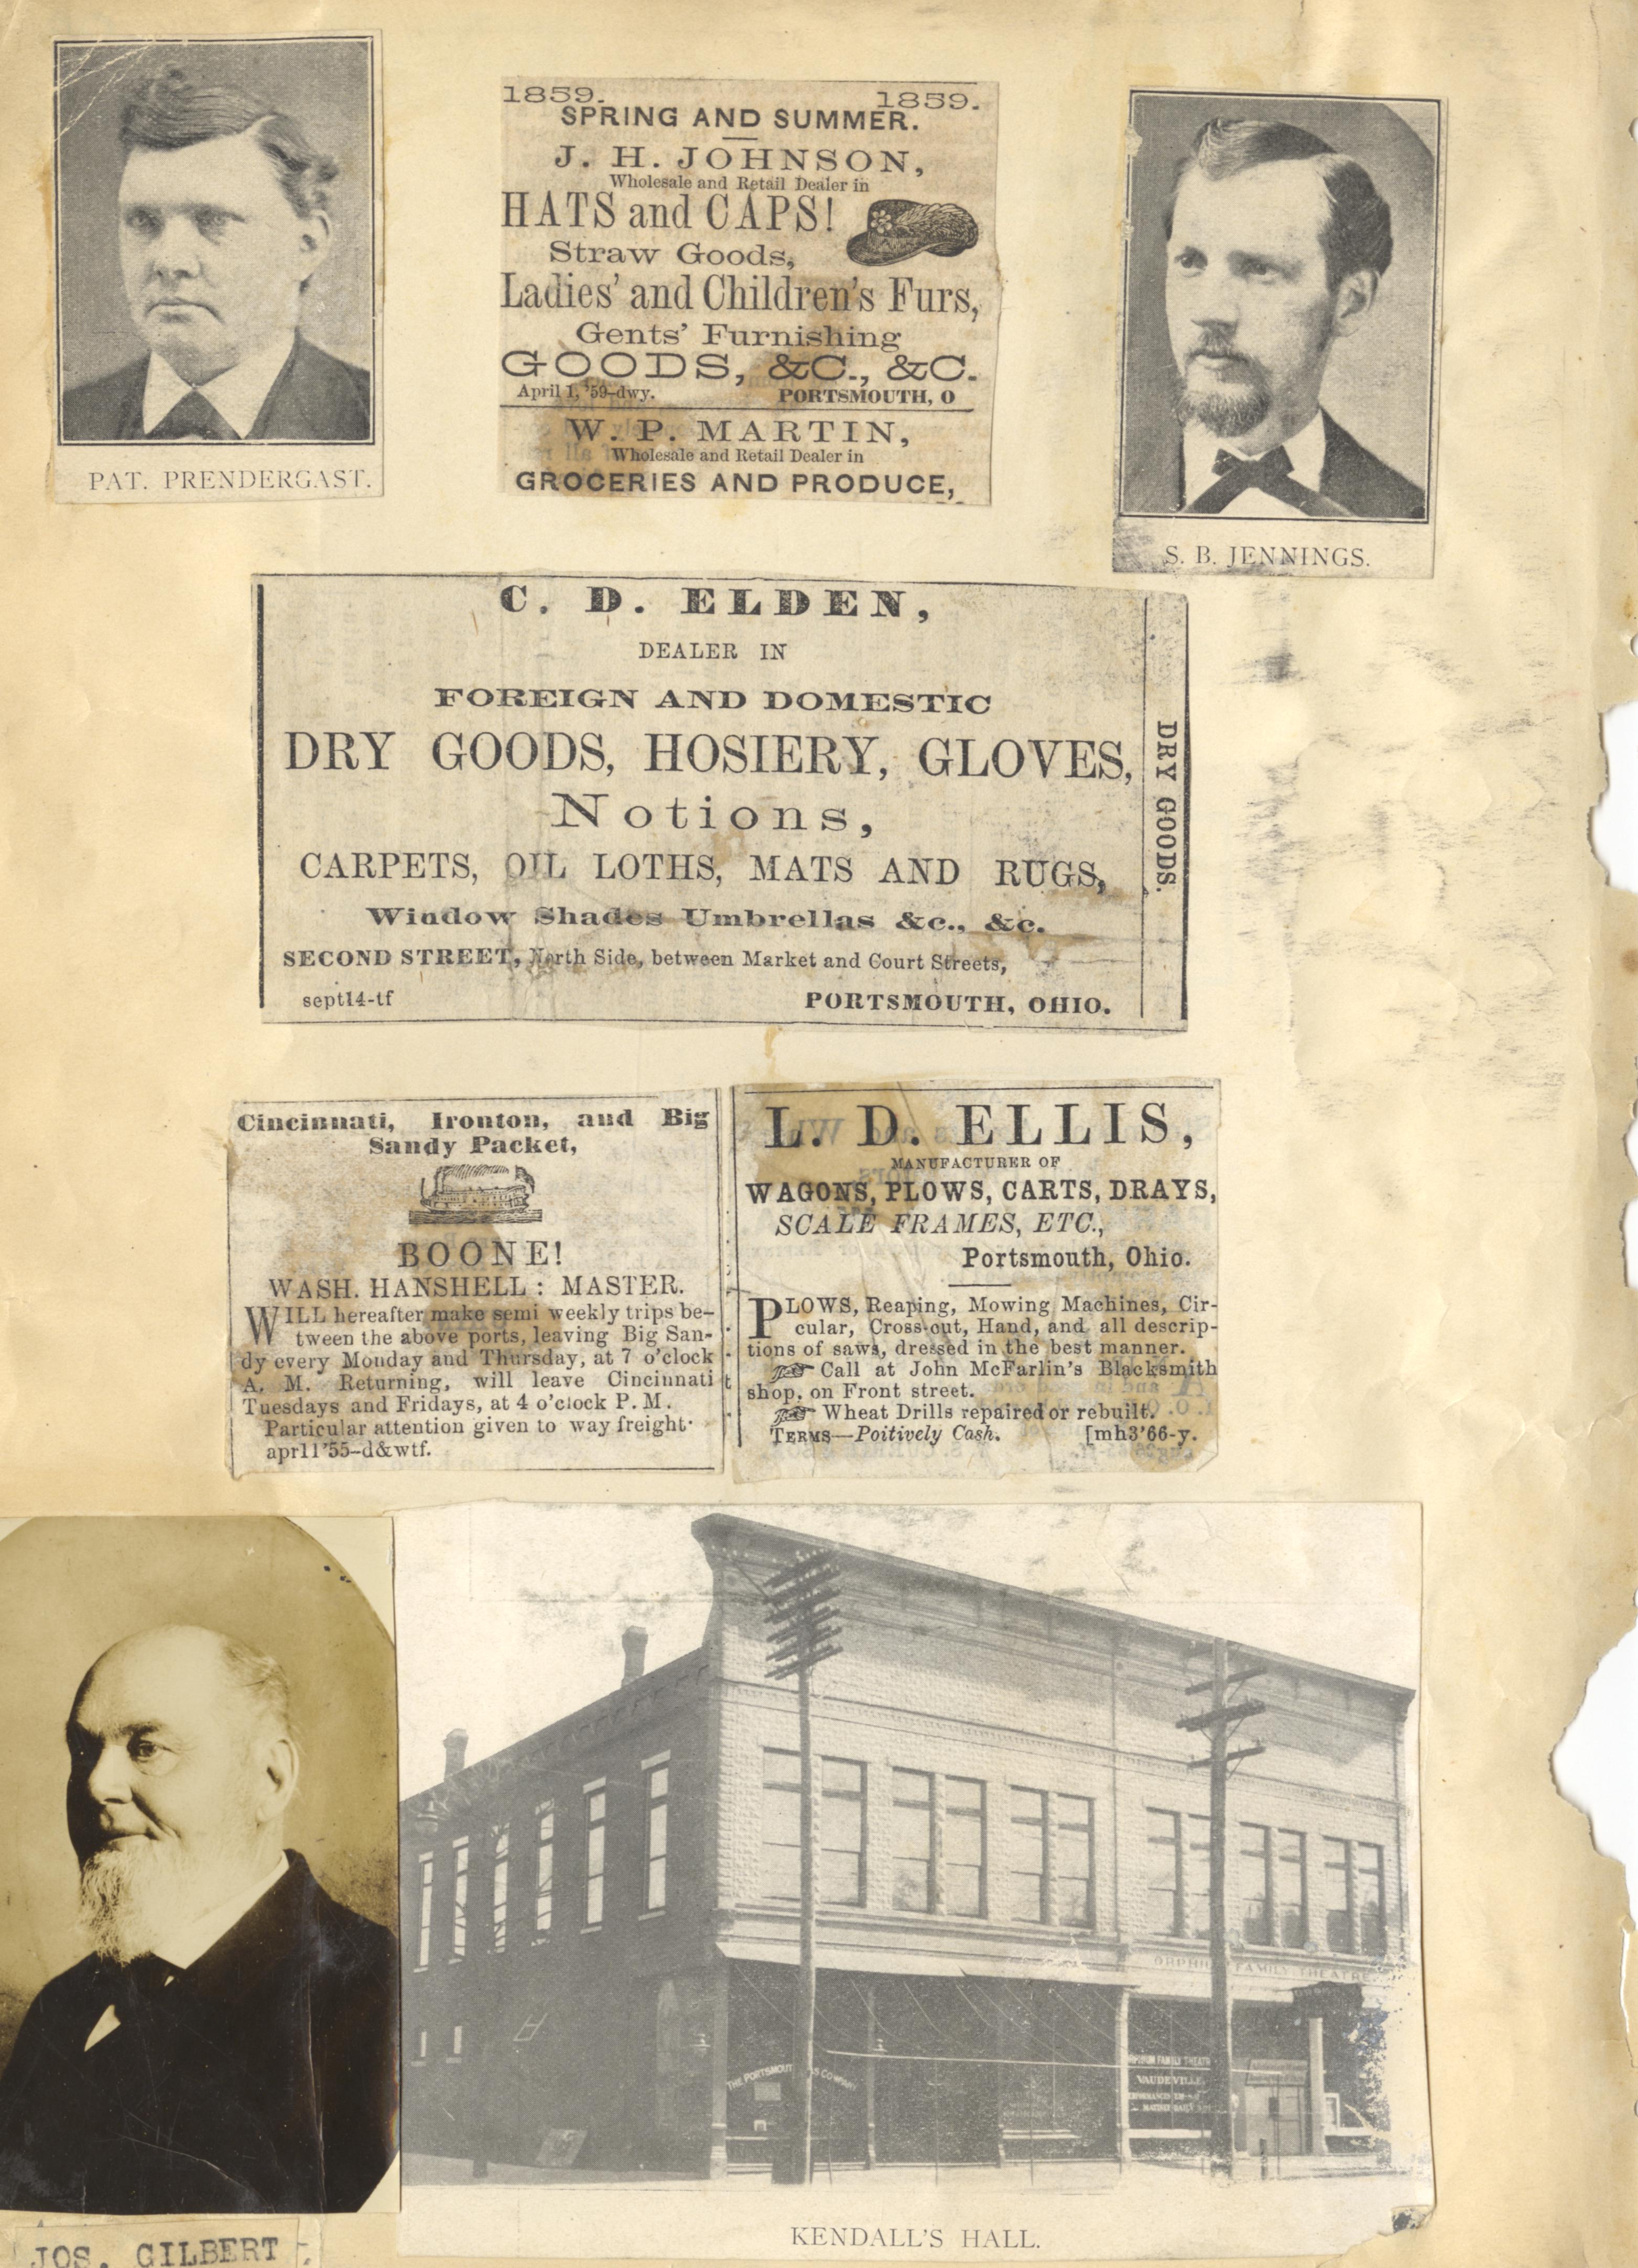 PAT. PRENDERGAST.
1859. 1859.
SPRING AND SUMMER.
J. H. JOHNSON,
Wholesale and Retail Dealer in
HATS and CAPS!
Straw Goods,
Ladies' and Children's Furs,
Gents' Furnishing
GOODS, &C., &C.
April 1, '59-dwy. PORTSMOUTH, O
W. P. MARTIN,
Wholesale and Retail Dealer in
GROCERIES AND PRODUCE,
S. B. JENNINGS.
C. D. ELDEN,
DEALER IN
FOREIGN AND DOMESTIC
DRY GOODS, HOSIERY, GLOVES,
Notions,
CARPETS, OIL LOTHS, MATS AND RUGS,
Window Shades Umbrellas &c., &c.
SECOND STREET, North Side, between Market and Court Streets,
sept14-tf PORTSMOUTH, OHIO.
DRY GOODS.
Cincinnati, Ironton, and Big
Sandy Packet,
BOONE!
WASH. HANSHELL : MASTER.
WILL hereafter make semi weekly trips be-
tween the above ports, leaving Big San-
dy every Monday and Thursday, at 7 o'clock
A. M. Returning, will leave Cincinnati
Tuesdays and Fridays, at 4 o'clock P. M.
Particular attention given to way freight
apr11'55-d&wtf.
L. D. ELLIS,
MANUFACTURER OF
WAGONS, PLOWS, CARTS, DRAYS,
SCALE FRAMES, ETC.,
Portsmouth, Ohio.
PLOWS, Reaping, Mowing Machines, Cir-
cular, Cross-cut, Hand, and all descrip-
tions of saws, dressed in the best manner.
☞ Call at John McFarlin's Blacksmith
shop, on Front street.
☞ Wheat Drills repaired or rebuilt.
TERMS—Poitively Cash. [mh3'66-y.
JOS. GILBERT
FAMILY THEATRE
THE PORTSMOUT COMPANY
FAMILY THEATR
VAUDEVILLE
KENDALL'S HALL.